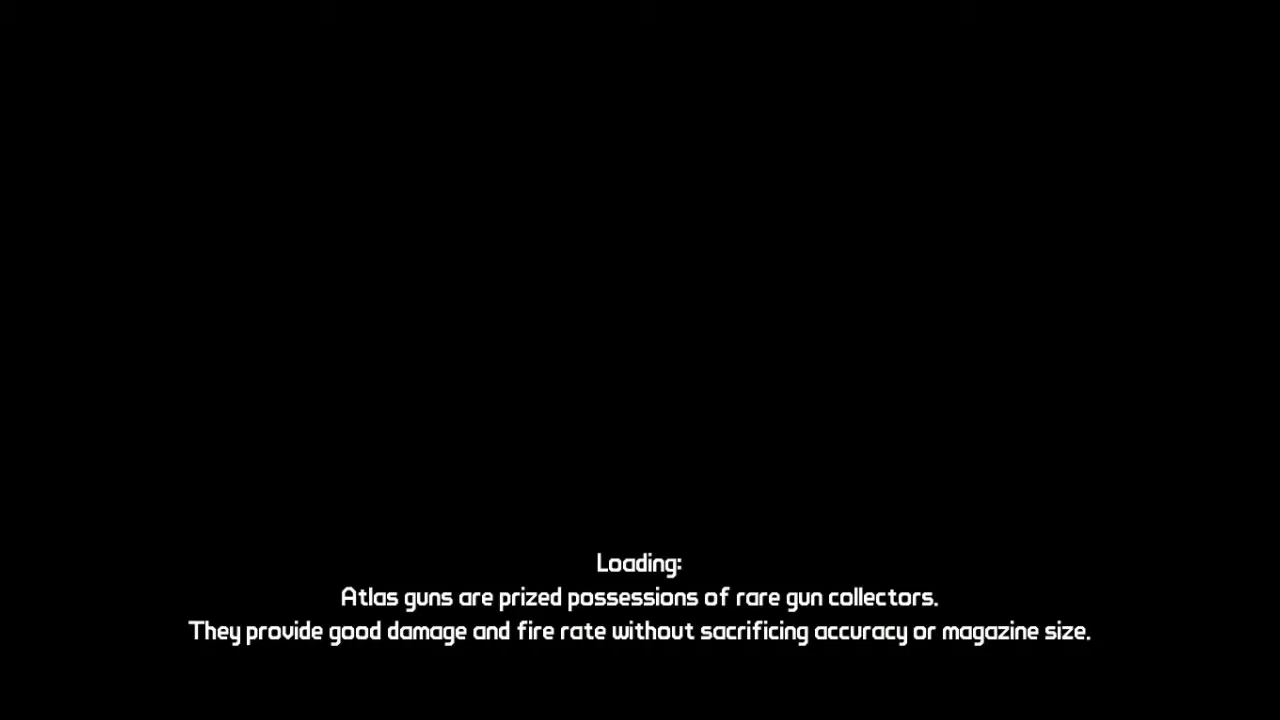 Loading:
Atlas guns are prized possessions of rare gun collectors.
They provide good damage and fire rate without sacrificing accuracy or magazine size.